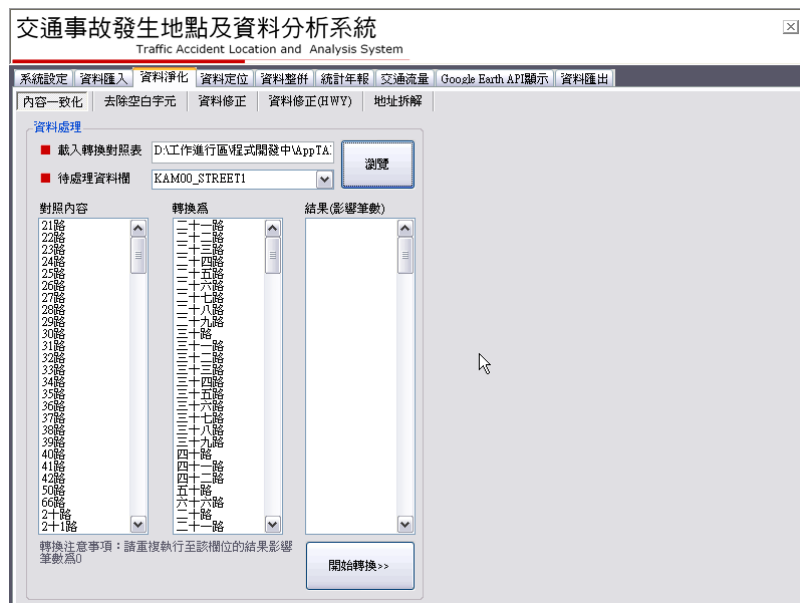 交通事故發生地點及資料分析系統
Traffic Accident Location and Analysis System
系統設定 資料匯入 資料淨化 資料定位 資料整併 統計年報 交通流量 Google Earth API顯示 資料匯出
內容一致化 去除空白字元 資料修正 資料修正(HWY) 地址拆解
資料處理
載入轉換對照表 D:\工作進行區\程式開發中\AppTA. 瀏覽
待處理資料欄 KAM00_STREET1
對照內容 轉換為 結果(影響筆數)
21路 二十一路
22路 二十二路
23路 二十三路
24路 二十四路
25路 二十五路
26路 二十六路
27路 二十七路
28路 二十八路
29路 二十九路
30路 三十路
31路 三十一路
32路 三十二路
33路 三十三路
34路 三十四路
35路 三十五路
36路 三十六路
37路 三十七路
38路 三十八路
39路 三十九路
40路 四十路
41路 四十一路
42路 四十二路
50路 五十路
66路 六十六路
2十路 二十路
2十1路 二十一路
轉換注意事項：請重複執行至該欄位的結果影響
筆數為0
開始轉換>>